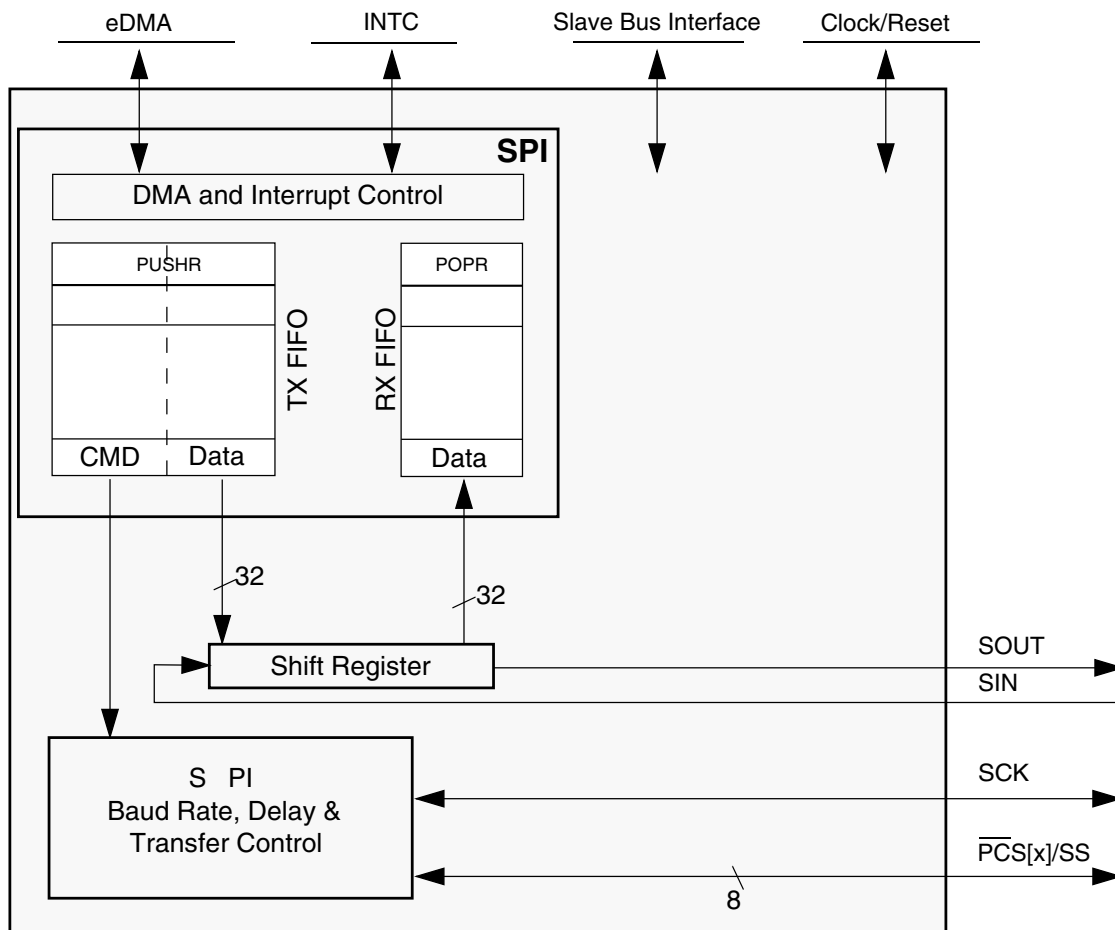 eDMA
INTC
Slave Bus Interface
Clock/Reset
SPI
DMA and Interrupt Control
PUSHR
POPR
TX FIFO
RX FIFO
CMD
Data
Data
32
32
Shift Register
SOUT
SIN
S PI
Baud Rate, Delay &
Transfer Control
SCK
PCS[x]/SS
8